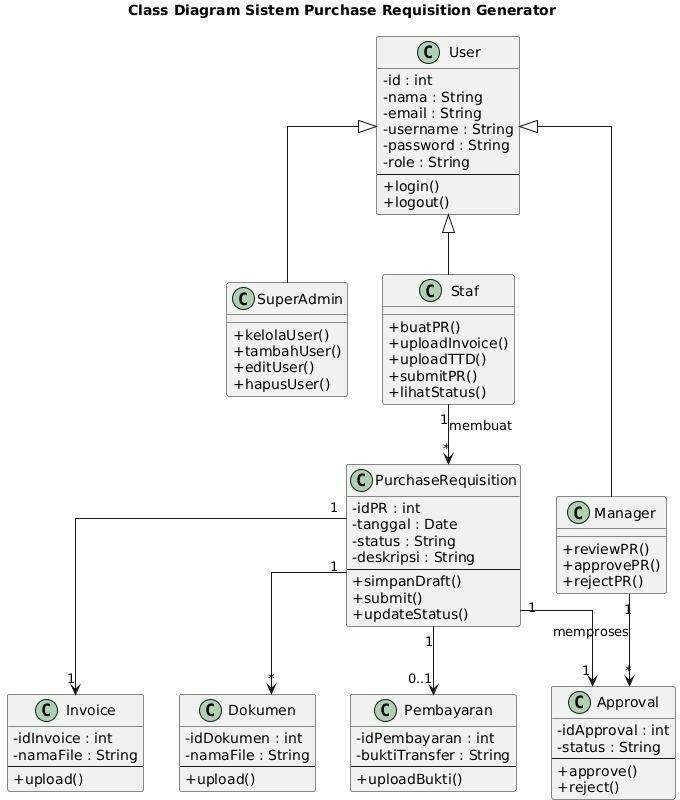 Class Diagram Sistem Purchase Requisition Generator
C User
-id : int
-nama : String
-email : String
-username : String
-password : String
-role : String
+login()
+logout()
C SuperAdmin
+kelolaUser()
+tambahUser()
+editUser()
+hapusUser()
C Staf
+buatPR()
+uploadInvoice()
+uploadTTD()
+submitPR()
+lihatStatus()
1
membuat
*
C PurchaseRequisition
-idPR : int
-tanggal : Date
-status : String
-deskripsi : String
+simpanDraft()
+submit()
+updateStatus()
C Manager
+reviewPR()
+approvePR()
+rejectPR()
1
1
1
1
1
memproses
1
*
0..1
1
*
C Invoice
-idInvoice : int
-namaFile : String
+upload()
C Dokumen
-idDokumen : int
-namaFile : String
+upload()
C Pembayaran
-idPembayaran : int
-buktiTransfer : String
+uploadBukti()
C Approval
-idApproval : int
-status : String
+approve()
+reject()